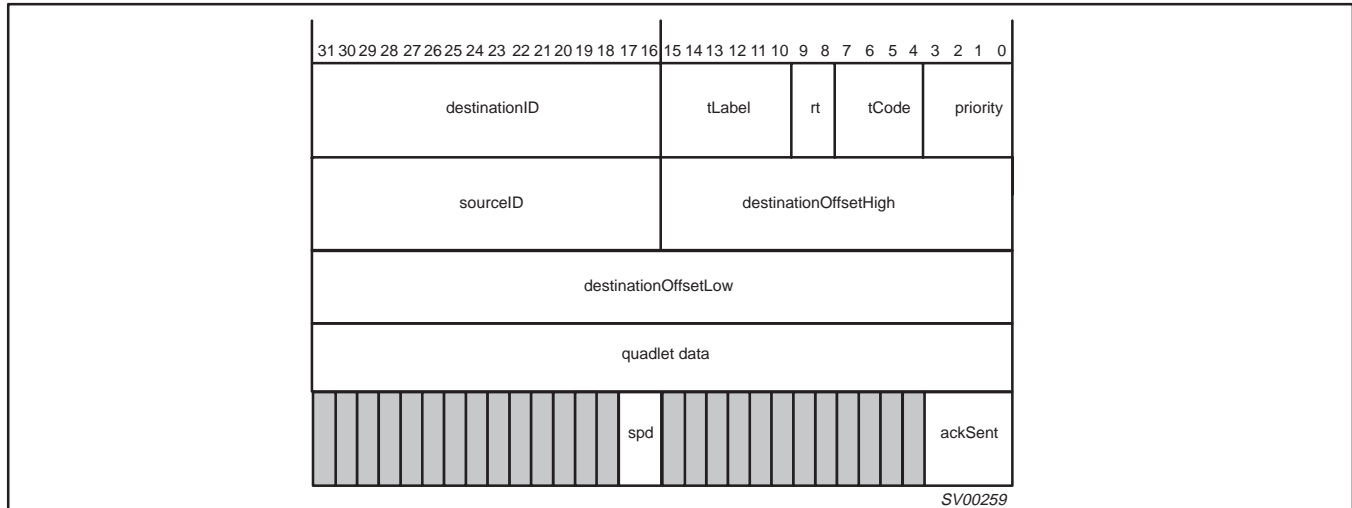 31 30 29 28 27 26 25 24 23 22 21 20 19 18 17 16 15 14 13 12 11 10 9 8 7 6 5 4 3 2 1 0
destinationID tLabel rt tCode priority
sourceID destinationOffsetHigh
destinationOffsetLow
quadlet data
spd ackSent
SV00259